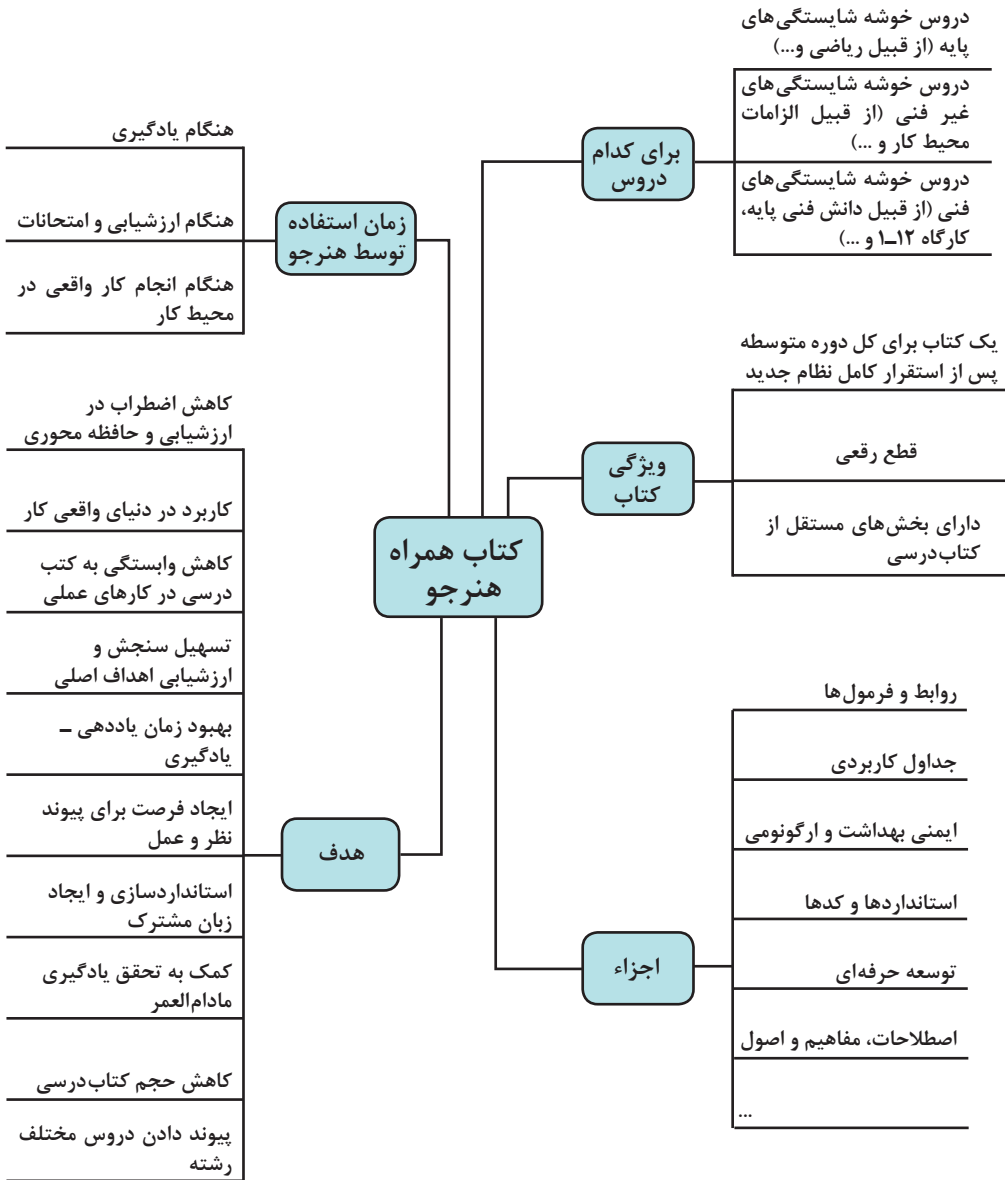 کتاب همراه
هنرجو
برای کدام
دروس
دروس خوشه شایستگی‌های
پایه (از قبیل ریاضی و...)
دروس خوشه شایستگی‌های
غیر فنی (از قبیل الزامات
محیط کار و ...)
دروس خوشه شایستگی‌های
فنی (از قبیل دانش فنی پایه،
کارگاه ۱۲ـ۱ و ...)
ویژگی
کتاب
یک کتاب برای کل دوره متوسطه
پس از استقرار کامل نظام جدید
قطع رقعی
دارای بخش‌های مستقل از
کتاب‌درسی
اجزاء
روابط و فرمول‌ها
جداول کاربردی
ایمنی بهداشت و ارگونومی
استانداردها و کدها
توسعه حرفه‌ای
اصطلاحات، مفاهیم و اصول
...
زمان استفاده
توسط هنرجو
هنگام یادگیری
هنگام ارزشیابی و امتحانات
هنگام انجام کار واقعی در
محیط کار
هدف
کاهش اضطراب در
ارزشیابی و حافظه محوری
کاربرد در دنیای واقعی کار
کاهش وابستگی به کتب
درسی در کارهای عملی
تسهیل سنجش و
ارزشیابی اهداف اصلی
بهبود زمان یاددهی ـ
یادگیری
ایجاد فرصت برای پیوند
نظر و عمل
استانداردسازی و ایجاد
زبان مشترک
کمک به تحقق یادگیری
مادام‌العمر
کاهش حجم کتاب‌درسی
پیوند دادن دروس مختلف
رشته